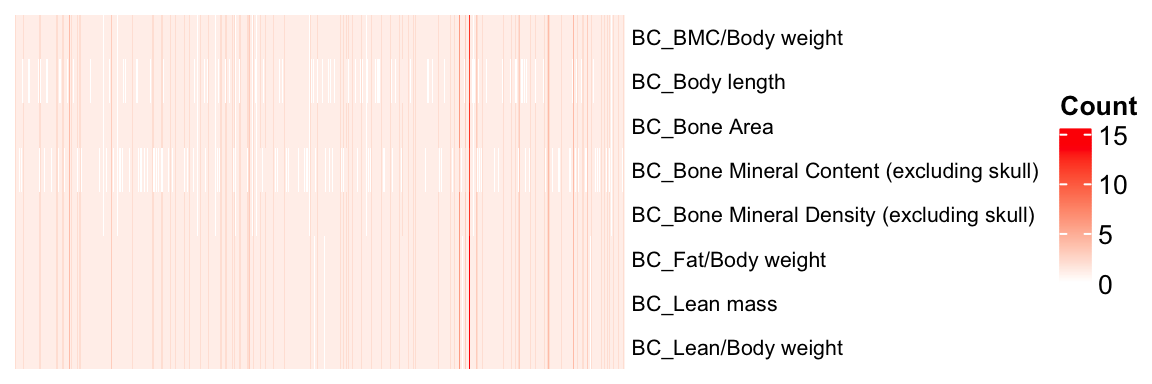 BC_BMC/Body weight
BC_Body length
BC_Bone Area
BC_Bone Mineral Content (excluding skull)
BC_Bone Mineral Density (excluding skull)
BC_Fat/Body weight
BC_Lean mass
BC_Lean/Body weight
Count
15
10
5
0